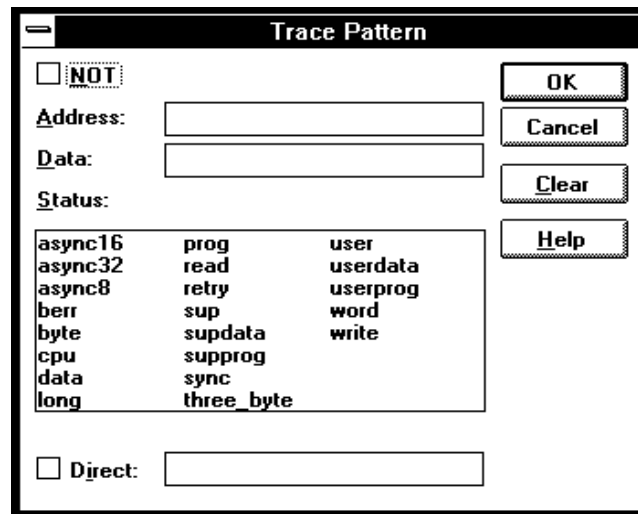 Trace Pattern
NOT
OK
Address:
Cancel
Data:
Clear
Status:
Help
async16 prog user
async32 read userdata
async8 retry userprog
berr sup word
byte supdata write
cpu supprog
data sync
long three_byte
Direct: